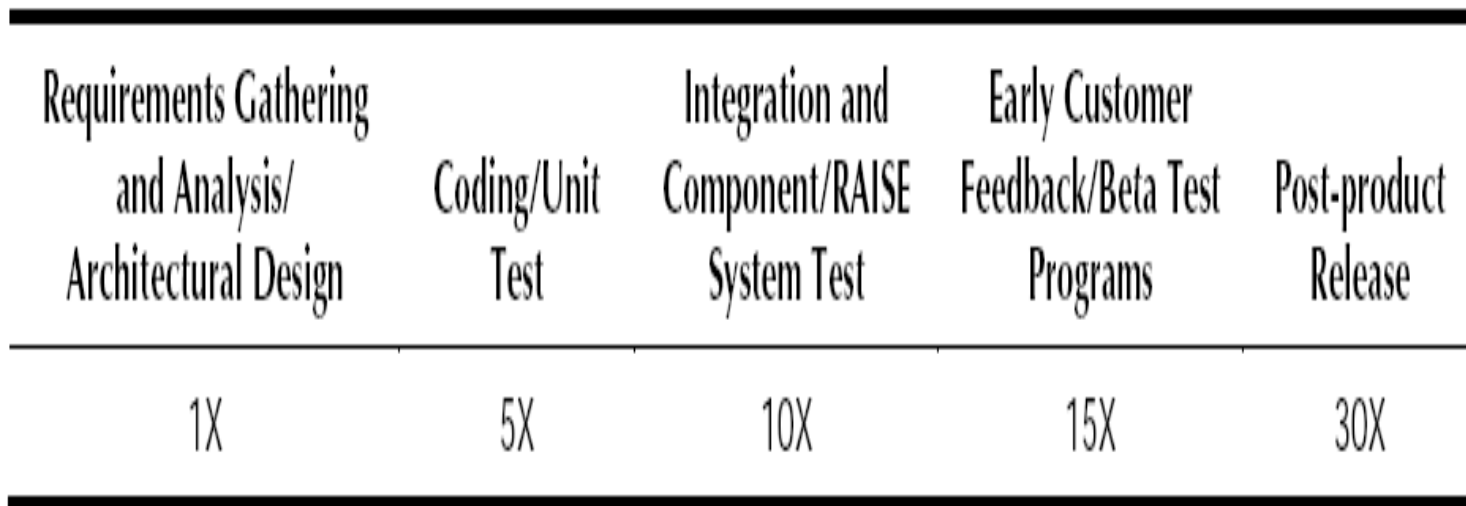 Requirements Gathering
and Analysis/
Architectural Design
Coding/Unit
Test
Integration and
Component/RAISE
System Test
Early Customer
Feedback/Beta Test
Programs
Post-product
Release
1X
5X
10X
15X
30X